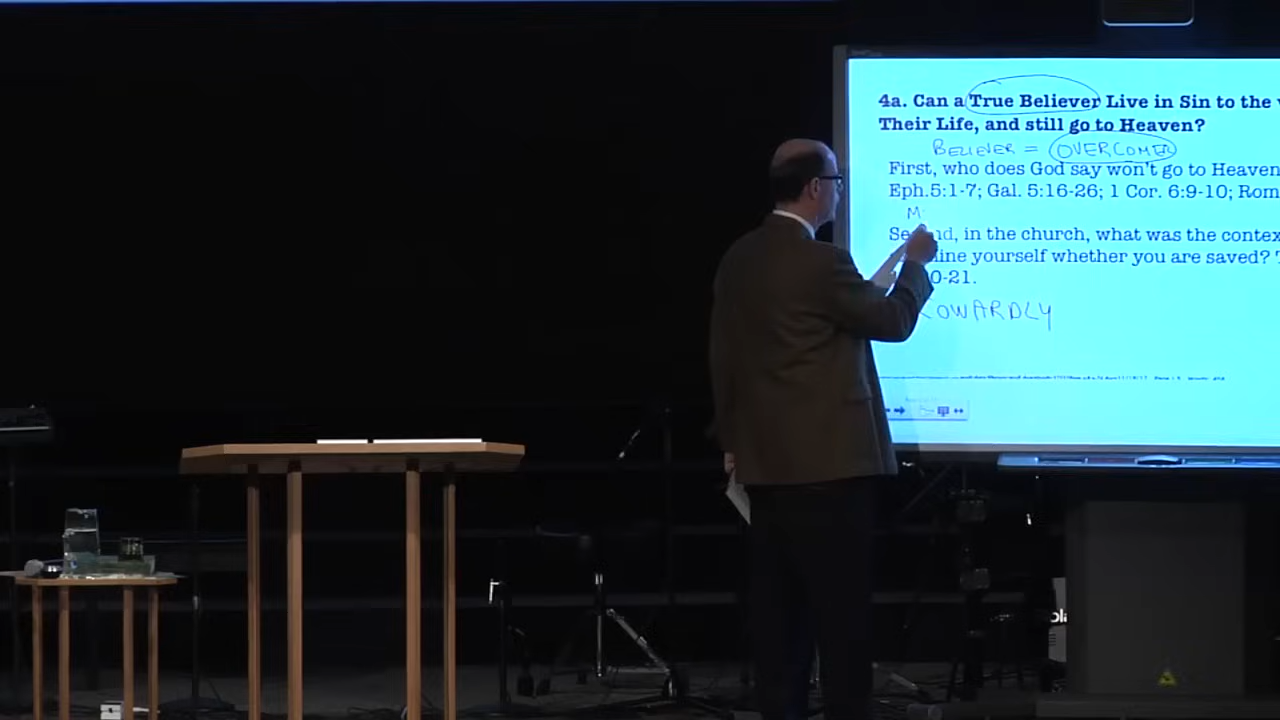 4a. Can a True Believer Live in Sin to the
Their Life, and still go to Heaven?
BELIEVER = OVERCOMER
First, who does God say won't go to Heaven
Eph.5:1-7; Gal. 5:16-26; 1 Cor. 6:9-10; Rom
M
in the church, what was the contex
yourself whether you are saved?
0-21.
COWARDLY